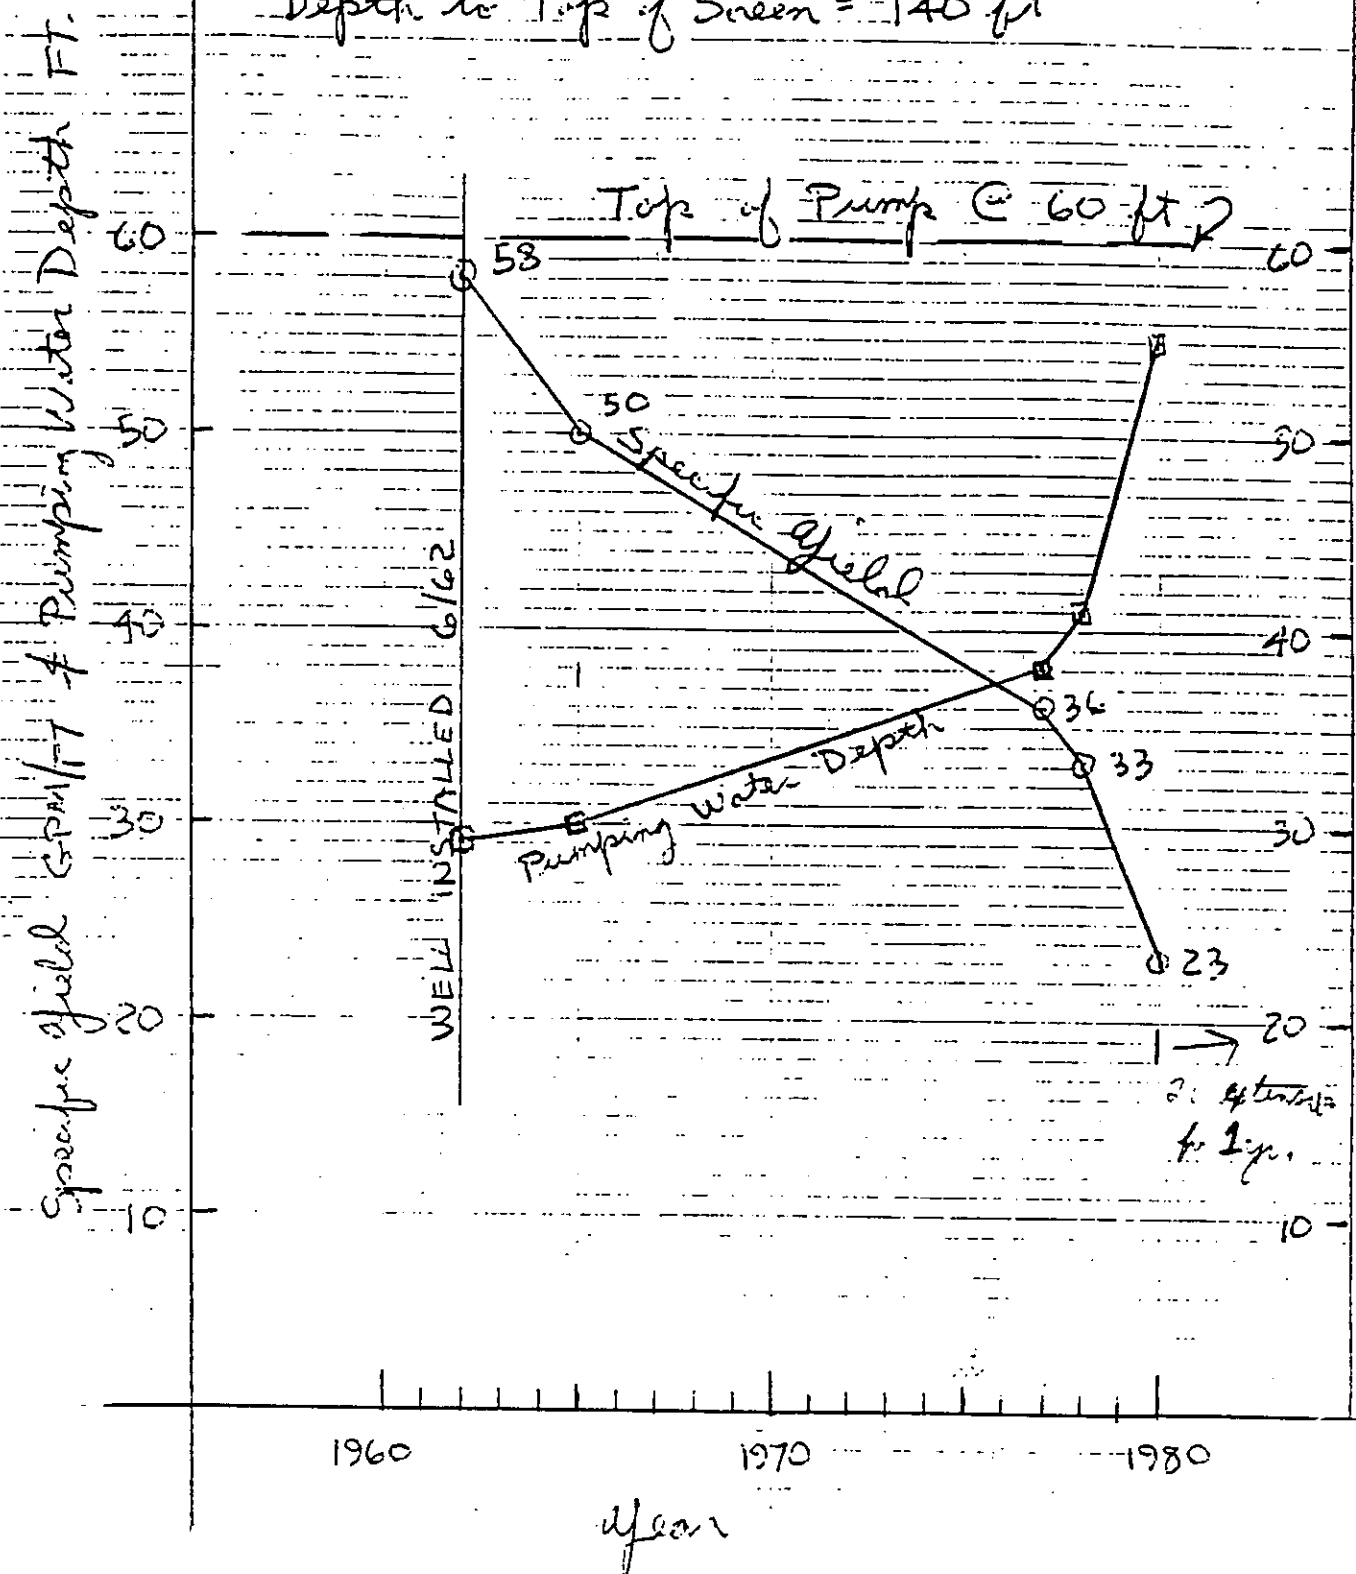 Depth to Top of Screen = 140 ft
Specific Yield GPM/FT & Pumping Water Depth FT.
Top of Pump @ 60 ft
60
60
58
50
50
50
Specific Yield
WELL INSTALLED 6/62
40
40
36
33
Pumping Water Depth
30
30
23
20
20
for 1 yr.
10
10
1960 1970 1980
Year